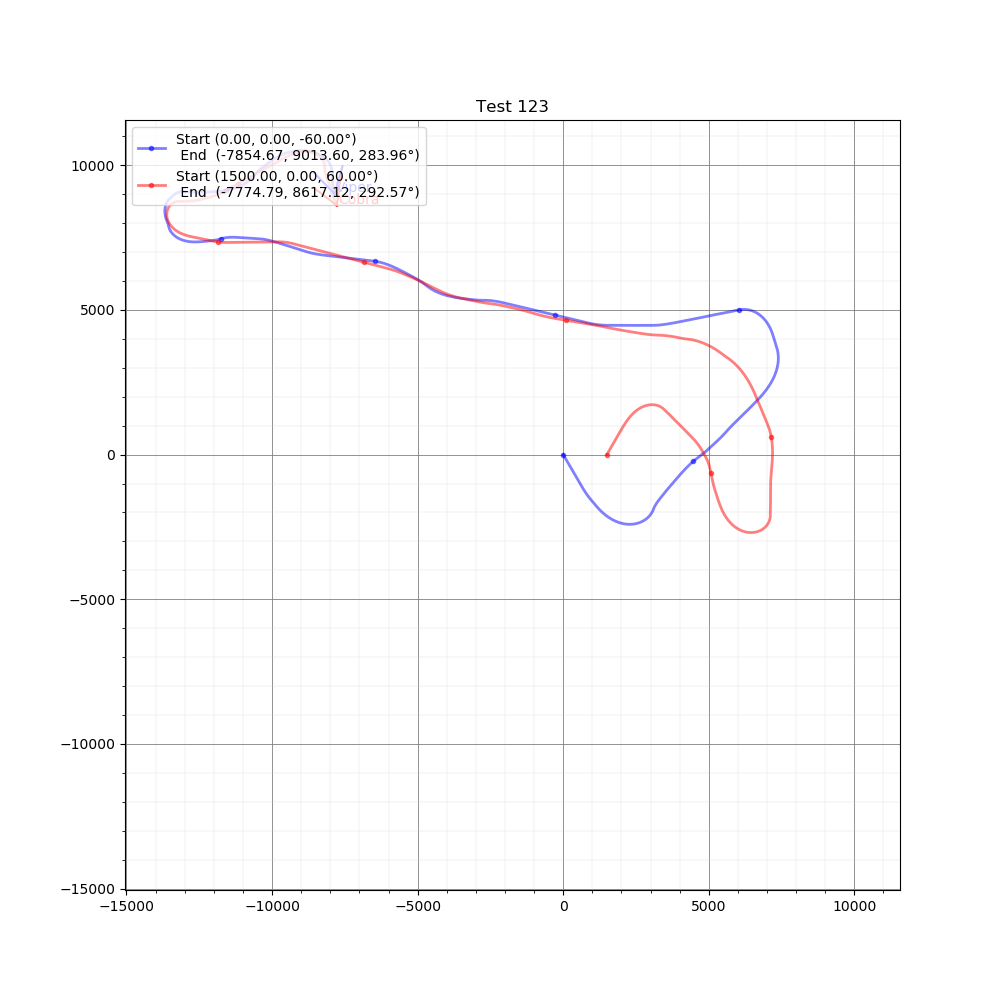 Test 123
Start (0.00, 0.00, -60.00°)
End (-7854.67, 9013.60, 283.96°)
Start (1500.00, 0.00, 60.00°)
End (-7774.79, 8617.12, 292.57°)
Cobra
10000
5000
0
−5000
−10000
−15000
−15000 −10000 −5000 0 5000 10000